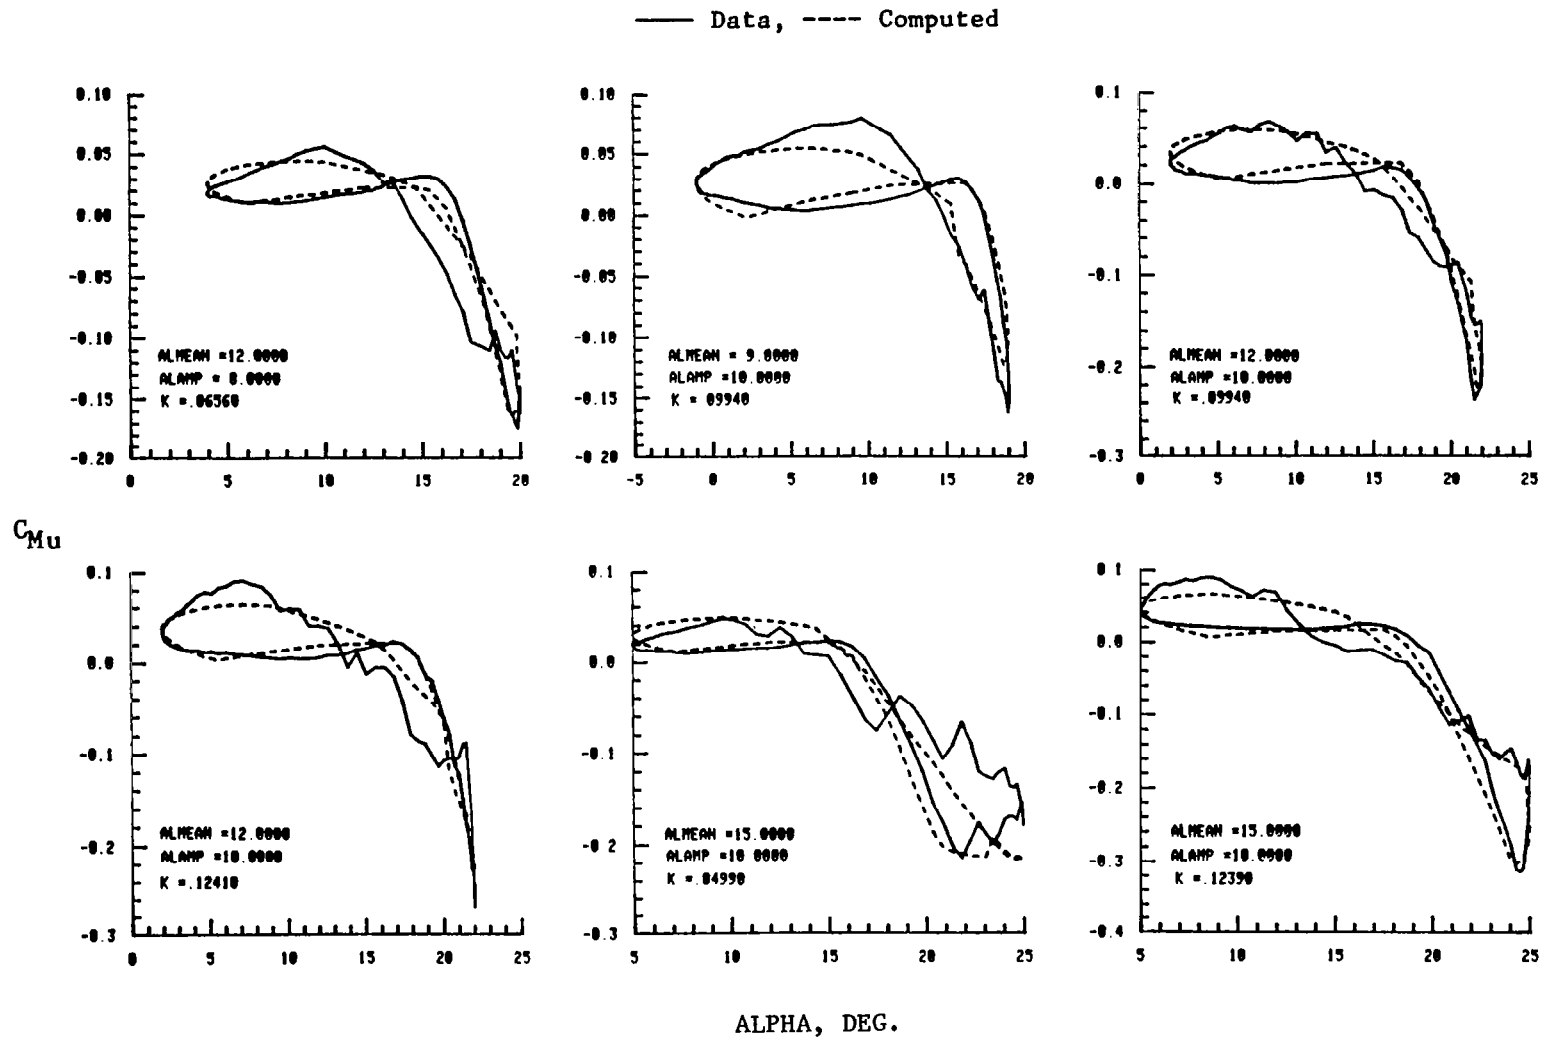 Data, Computed
0.10
0.05
0.00
-0.05
-0.10
-0.15
-0.20
0 5 10 15 20
ALMEAN =12.0000
ALAMP = 8.0000
K =.06560
0.10
0.05
0.00
-0.05
-0.10
-0.15
-0 20
-5 0 5 10 15 20
ALMEAN = 9.0000
ALAMP =10.0000
K = 09940
0.1
0.0
-0.1
-0.2
-0.3
0 5 10 15 20 25
ALMEAN =12.0000
ALAMP =10.0000
K =.09940
CMu
0.1
0.0
-0.1
-0.2
-0.3
0 5 10 15 20 25
ALMEAN =12.0000
ALAMP =10.0000
K =.12410
0.1
0.0
-0 1
-0 2
-0.3
5 10 15 20 25
ALMEAN =15.0000
ALAMP =10 0000
K =.04990
0.1
0.0
-0.1
-0.2
-0.3
-0.4
5 10 15 20 25
ALMEAN =15.0000
ALAMP =10.0000
K =.12390
ALPHA, DEG.